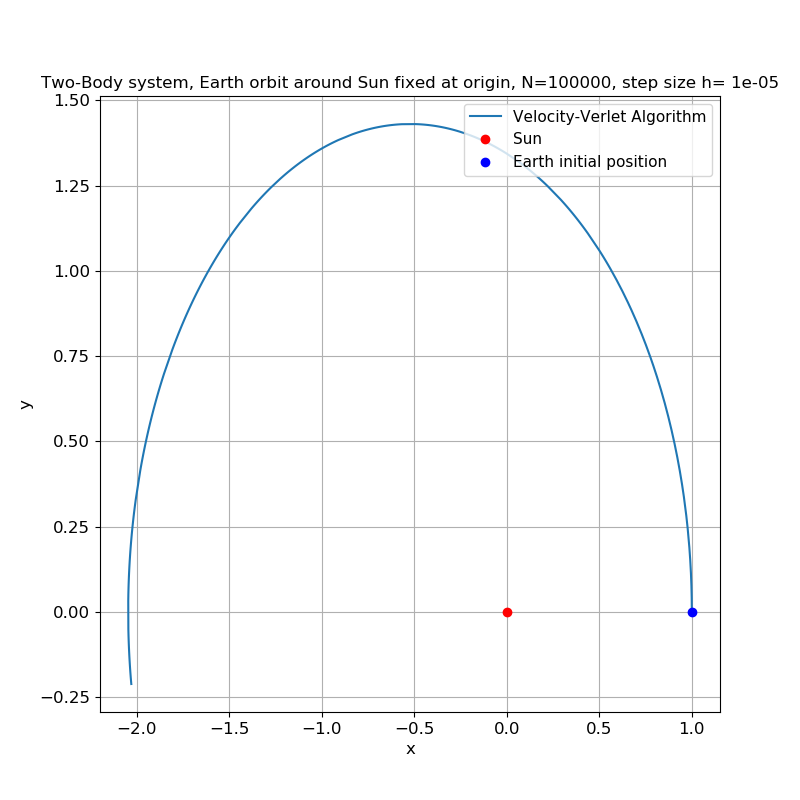 Two-Body system, Earth orbit around Sun fixed at origin, N=100000, step size h= 1e-05
Velocity-Verlet Algorithm
Sun
Earth initial position
1.50
1.25
1.00
0.75
0.50
0.25
0.00
−0.25
y
−2.0 −1.5 −1.0 −0.5 0.0 0.5 1.0
x